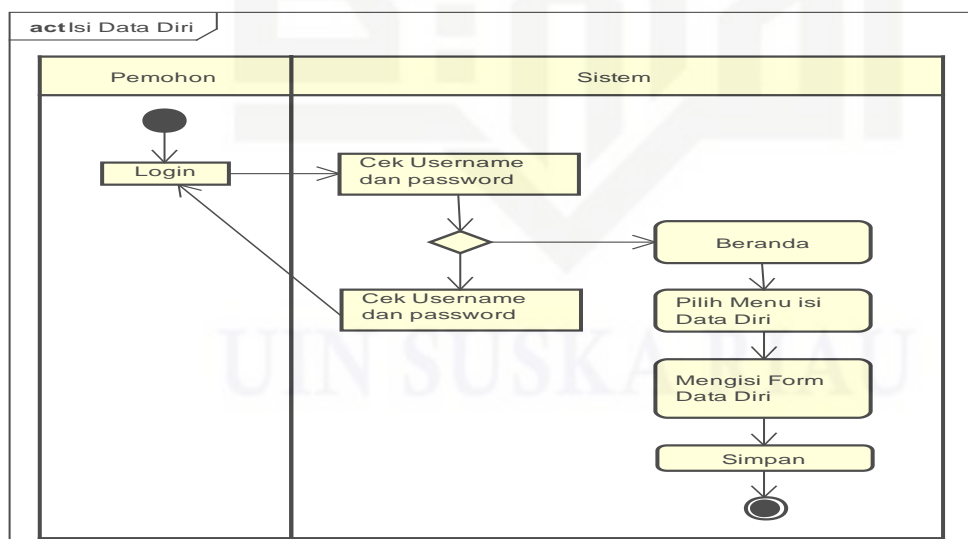 act Isi Data Diri
Pemohon
Sistem
Login
Cek Username
dan password
Cek Username
dan password
Beranda
Pilih Menu isi
Data Diri
Mengisi Form
Data Diri
Simpan
UIN SUSKA RIAU